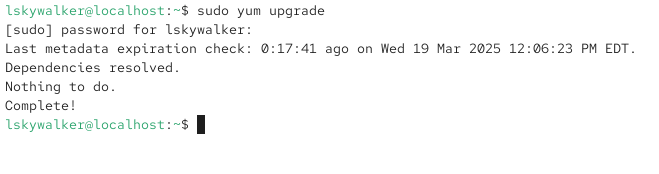 lskywalker@localhost:~$ sudo yum upgrade
[sudo] password for lskywalker:
Last metadata expiration check: 0:17:41 ago on Wed 19 Mar 2025 12:06:23 PM EDT.
Dependencies resolved.
Nothing to do.
Complete!
lskywalker@localhost:~$